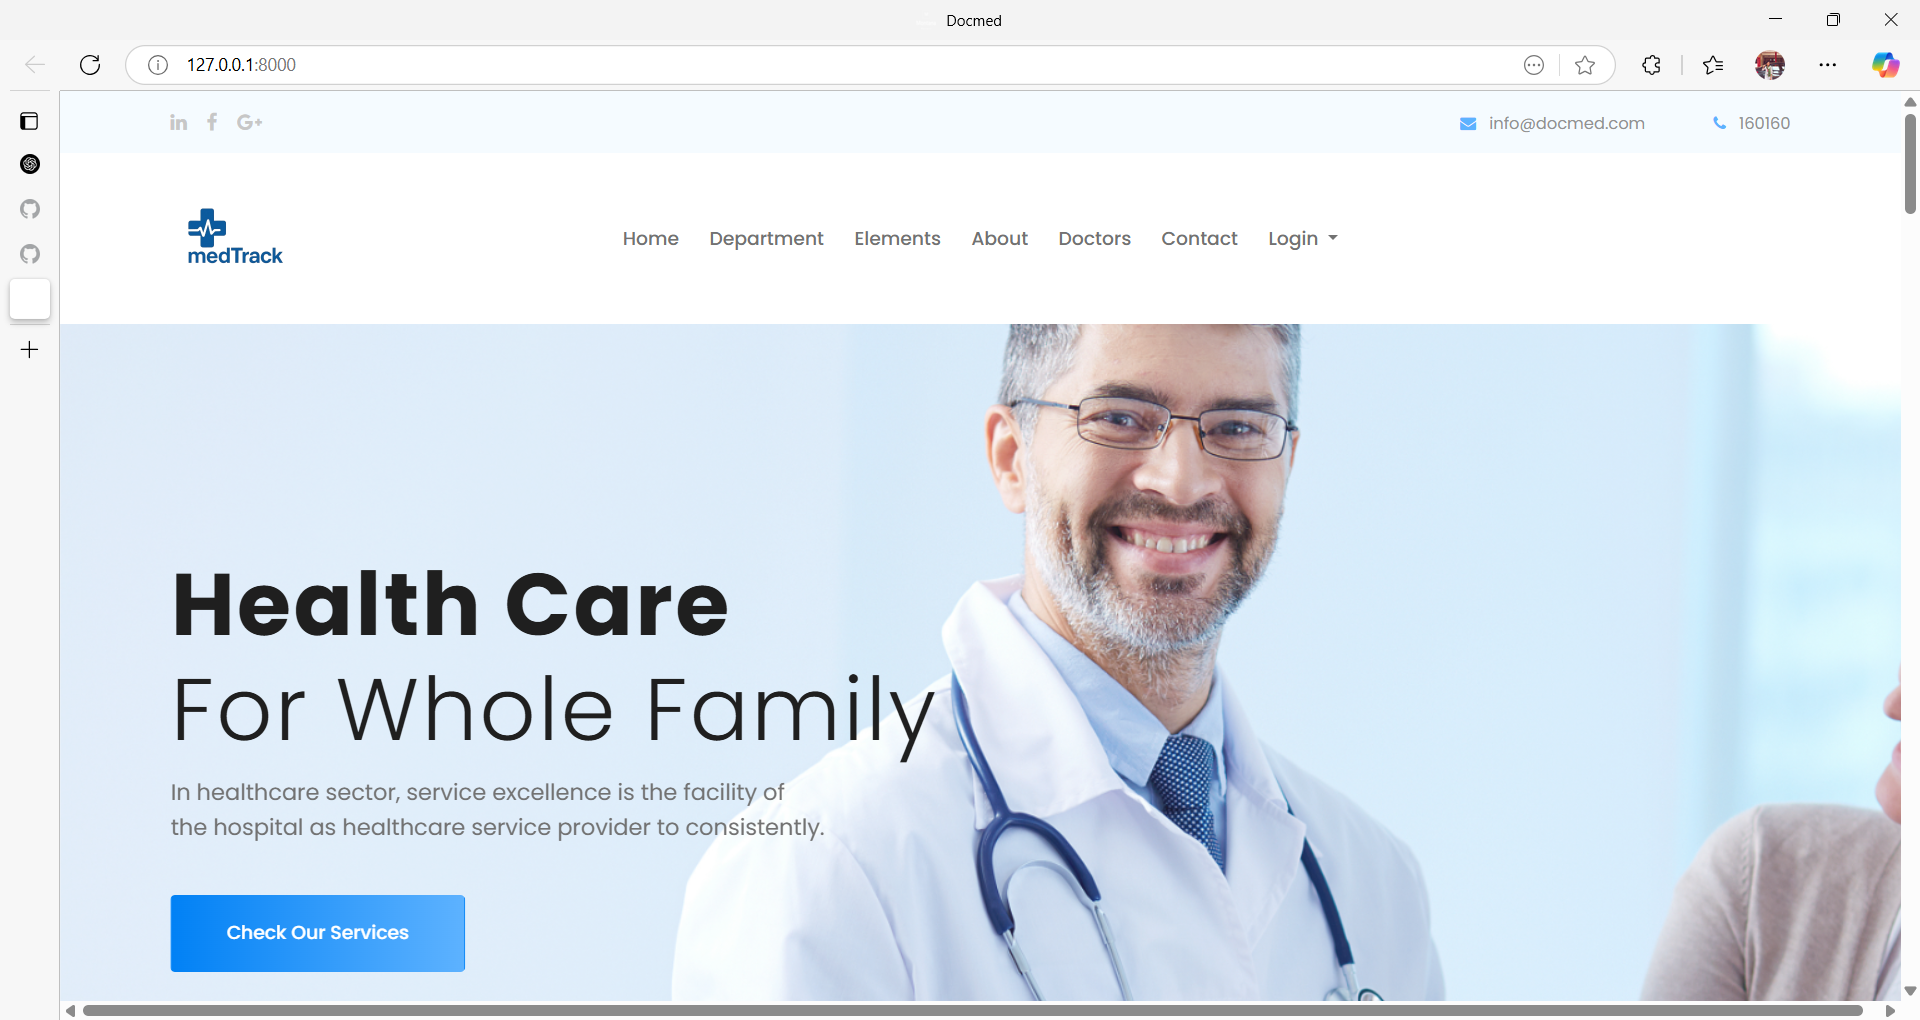 Docmed
127.0.0.1:8000
info@docmed.com
160160
medTrack
Home Department Elements About Doctors Contact Login
Health Care
For Whole Family
In healthcare sector, service excellence is the facility of
the hospital as healthcare service provider to consistently.
Check Our Services